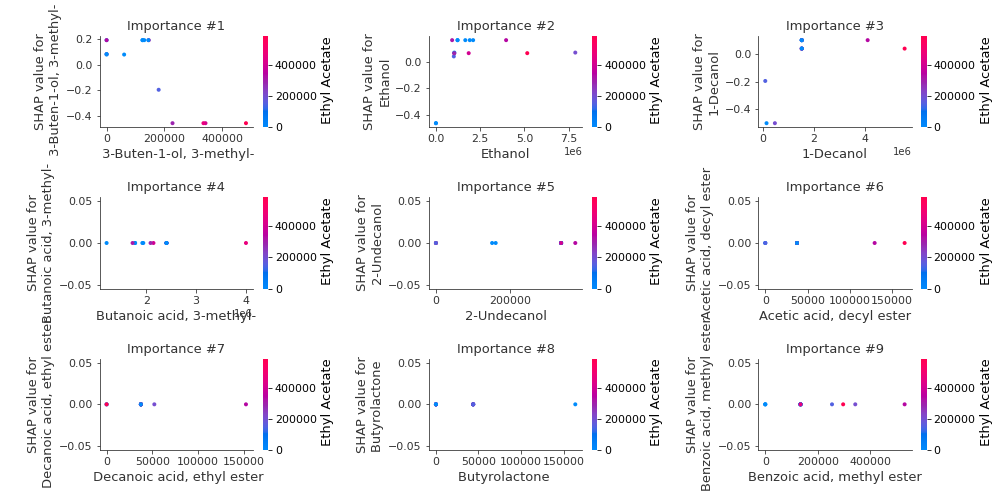 Importance #1
SHAP value for
3-Buten-1-ol, 3-methyl-
0.2
0.0
−0.2
−0.4
0
200000
400000
3-Buten-1-ol, 3-methyl-
400000
200000
0
Ethyl Acetate
Importance #2
SHAP value for
Ethanol
0.0
−0.2
−0.4
0.0
2.5
5.0
7.5
1e6
Ethanol
400000
200000
0
Ethyl Acetate
Importance #3
SHAP value for
1-Decanol
0.0
−0.2
−0.4
0
2
4
1e6
1-Decanol
400000
200000
0
Ethyl Acetate
Importance #4
SHAP value for
Butanoic acid, 3-methyl-
0.05
0.00
−0.05
2
3
4
1e6
Butanoic acid, 3-methyl-
400000
200000
0
Ethyl Acetate
Importance #5
SHAP value for
2-Undecanol
0.05
0.00
−0.05
0
200000
2-Undecanol
400000
200000
0
Ethyl Acetate
Importance #6
SHAP value for
Acetic acid, decyl ester
0.05
0.00
−0.05
0
50000
100000
150000
Acetic acid, decyl ester
400000
200000
0
Ethyl Acetate
Importance #7
SHAP value for
Decanoic acid, ethyl ester
0.05
0.00
−0.05
0
50000
100000
150000
Decanoic acid, ethyl ester
400000
200000
0
Ethyl Acetate
Importance #8
SHAP value for
Butyrolactone
0.05
0.00
−0.05
0
50000
100000
150000
Butyrolactone
400000
200000
0
Ethyl Acetate
Importance #9
SHAP value for
Benzoic acid, methyl ester
0.05
0.00
−0.05
0
200000
400000
Benzoic acid, methyl ester
400000
200000
0
Ethyl Acetate